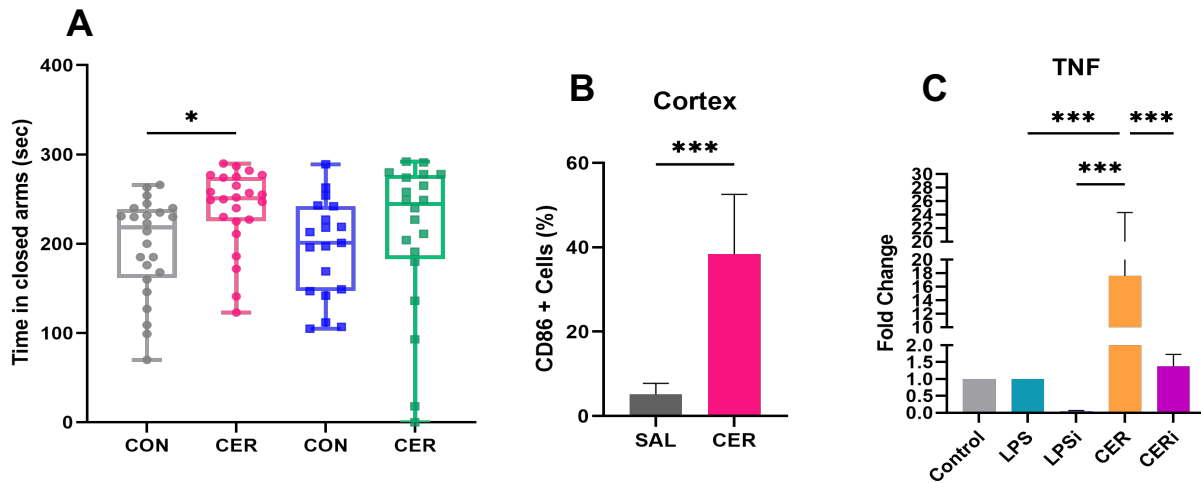 A
Time in closed arms (sec)
400
300
200
100
0
*
CON
CER
CON
CER
B
Cortex
CD86 + Cells (%)
60
40
20
0
***
SAL
CER
C
TNF
Fold Change
30
28
26
24
22
20
20
18
16
14
12
10
2.0
1.5
1.0
0.5
0.0
***
***
***
Control
LPS
LPSi
CER
CERi